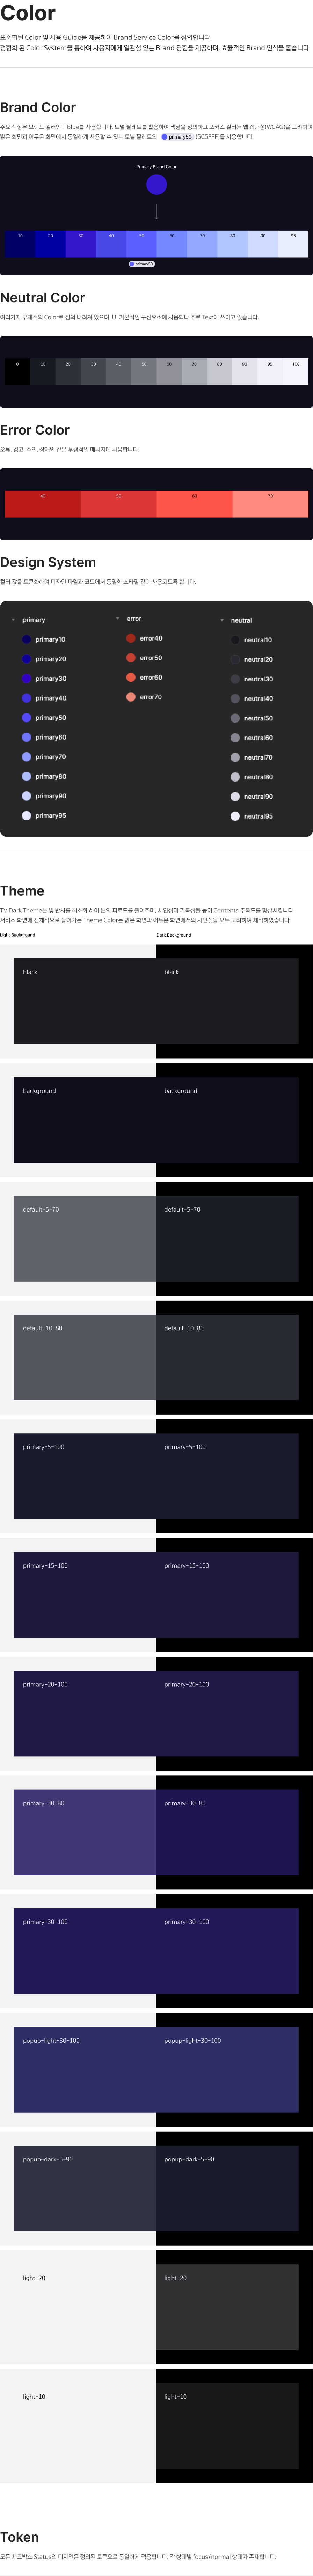 Color
표준화된 Color 및 사용 Guide를 제공하여 Brand Service Color를 정의합니다.
정형화 된 Color System을 통하여 사용자에게 일관성 있는 Brand 경험을 제공하며, 효율적인 Brand 인식을 돕습니다.
Brand Color
주요 색상은 브랜드 컬러인 T Blue를 사용합니다. 토널 팔레트를 활용하여 색상을 정의하고 포커스 컬러는 웹 접근성(WCAG)을 고려하여
밝은 화면과 어두운 화면에서 동일하게 사용할 수 있는 토널 팔레트의 primary50 (5C5FFF)를 사용합니다.
Primary Brand Color
10 20 30 40 50 60 70 80 90 95
primary50
Neutral Color
여러가지 무채색의 Color로 정의 내려져 있으며, UI 기본적인 구성요소에 사용되나 주로 Text에 쓰이고 있습니다.
0 10 20 30 40 50 60 70 80 90 95 100
Error Color
오류, 경고, 주의, 장애와 같은 부정적인 메시지에 사용합니다.
40 50 60 70
Design System
컬러 값을 토큰화하여 디자인 파일과 코드에서 동일한 스타일 값이 사용되도록 합니다.
primary
primary10
primary20
primary30
primary40
primary50
primary60
primary70
primary80
primary90
primary95
error
error40
error50
error60
error70
neutral
neutral10
neutral20
neutral30
neutral40
neutral50
neutral60
neutral70
neutral80
neutral90
neutral95
Theme
TV Dark Theme는 빛 반사를 최소화 하여 눈의 피로도를 줄여주며, 시인성과 가독성을 높여 Contents 주목도를 향상시킵니다.
서비스 화면에 전체적으로 들어가는 Theme Color는 밝은 화면과 어두운 화면에서의 시인성을 모두 고려하여 제작하였습니다.
Light Background Dark Background
black black
background background
default-5-70 default-5-70
default-10-80 default-10-80
primary-5-100 primary-5-100
primary-15-100 primary-15-100
primary-20-100 primary-20-100
primary-30-80 primary-30-80
primary-30-100 primary-30-100
popup-light-30-100 popup-light-30-100
popup-dark-5-90 popup-dark-5-90
light-20 light-20
light-10 light-10
Token
모든 체크박스 Status의 디자인은 정의된 토큰으로 동일하게 적용합니다. 각 상태별 focus/normal 상태가 존재합니다.